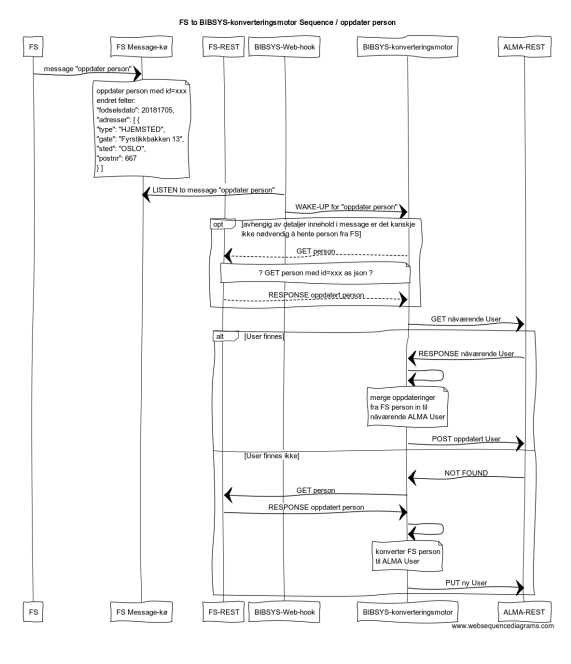 FS to BIBSYS-konverteringsmotor Sequence / oppdater person
FS
FS Message-kø
FS-REST
BIBSYS-Web-hook
BIBSYS-konverteringsmotor
ALMA-REST
message "oppdater person"
oppdater person med id=xxx
endret felter:
"fodselsdato": 20181705,
"adresser": [ {
"type": "HJEMSTED",
"gate": "Fyrstikkbakken 13",
"sted": "OSLO",
"postnr": 667
} ]
LISTEN to message "oppdater person"
WAKE-UP for "oppdater person"
opt
[avhengig av detaljer innehold i message er det kanskje
ikke nødvendig å hente person fra FS]
GET person
? GET person med id=xxx as json ?
RESPONSE oppdatert person
GET nåværende User
alt
[User finnes]
RESPONSE nåværende User
merge oppdateringer
fra FS person in til
nåværende ALMA User
POST oppdatert User
[User finnes ikke]
NOT FOUND
GET person
RESPONSE oppdatert person
konverter FS person
til ALMA User
PUT ny User
FS
FS Message-kø
FS-REST
BIBSYS-Web-hook
BIBSYS-konverteringsmotor
ALMA-REST
www.websequencediagrams.com